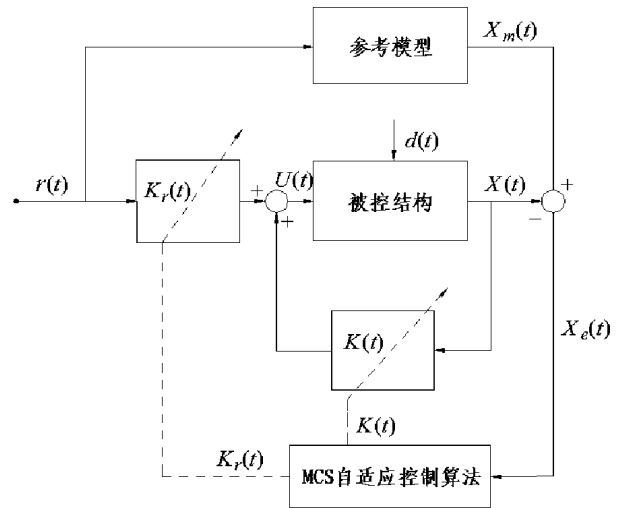 参考模型
X_m(t)
d(t)
r(t)
K_r(t)
+
U(t)
+
被控结构
X(t)
+
−
K(t)
X_e(t)
K(t)
K_r(t)
MCS自适应控制算法